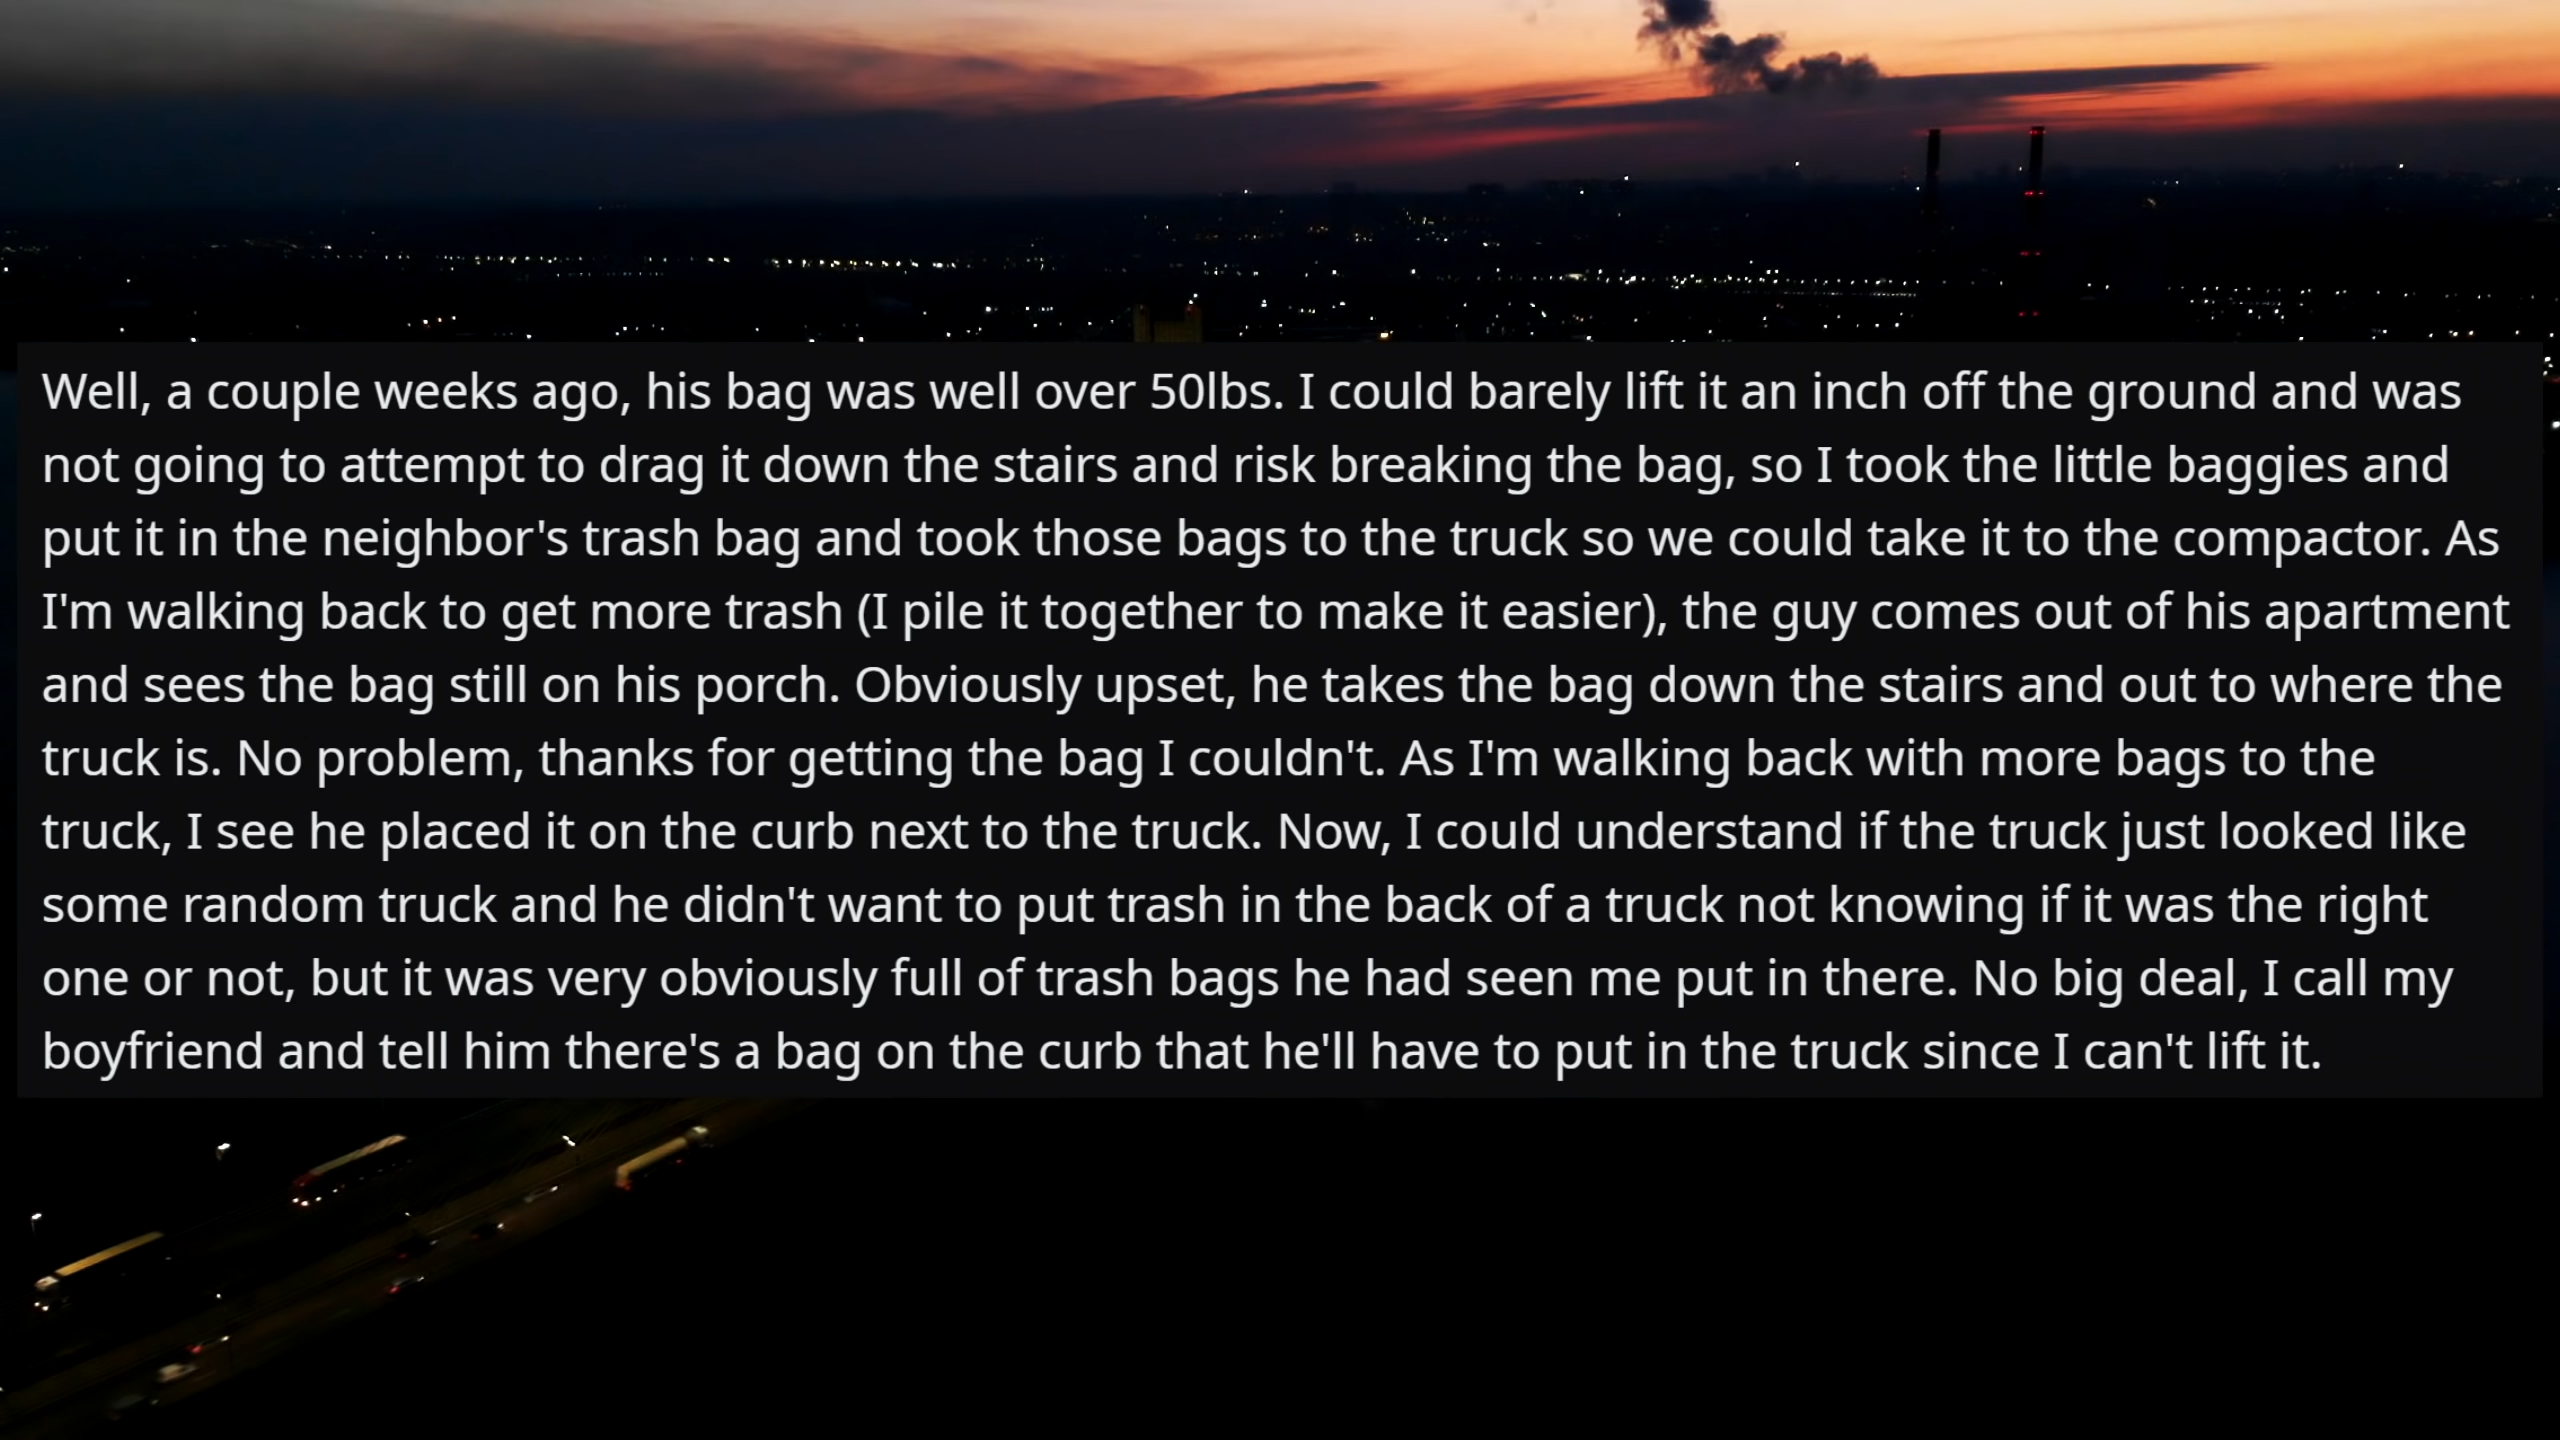 Well, a couple weeks ago, his bag was well over 50lbs. I could barely lift it an inch off the ground and was
not going to attempt to drag it down the stairs and risk breaking the bag, so I took the little baggies and
put it in the neighbor's trash bag and took those bags to the truck so we could take it to the compactor. As
I'm walking back to get more trash (I pile it together to make it easier), the guy comes out of his apartment
and sees the bag still on his porch. Obviously upset, he takes the bag down the stairs and out to where the
truck is. No problem, thanks for getting the bag I couldn't. As I'm walking back with more bags to the
truck, I see he placed it on the curb next to the truck. Now, I could understand if the truck just looked like
some random truck and he didn't want to put trash in the back of a truck not knowing if it was the right
one or not, but it was very obviously full of trash bags he had seen me put in there. No big deal, I call my
boyfriend and tell him there's a bag on the curb that he'll have to put in the truck since I can't lift it.